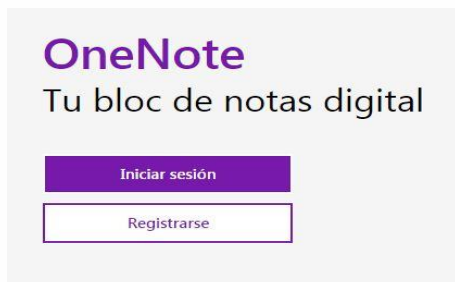 OneNote
Tu bloc de notas digital
Iniciar sesión
Registrarse